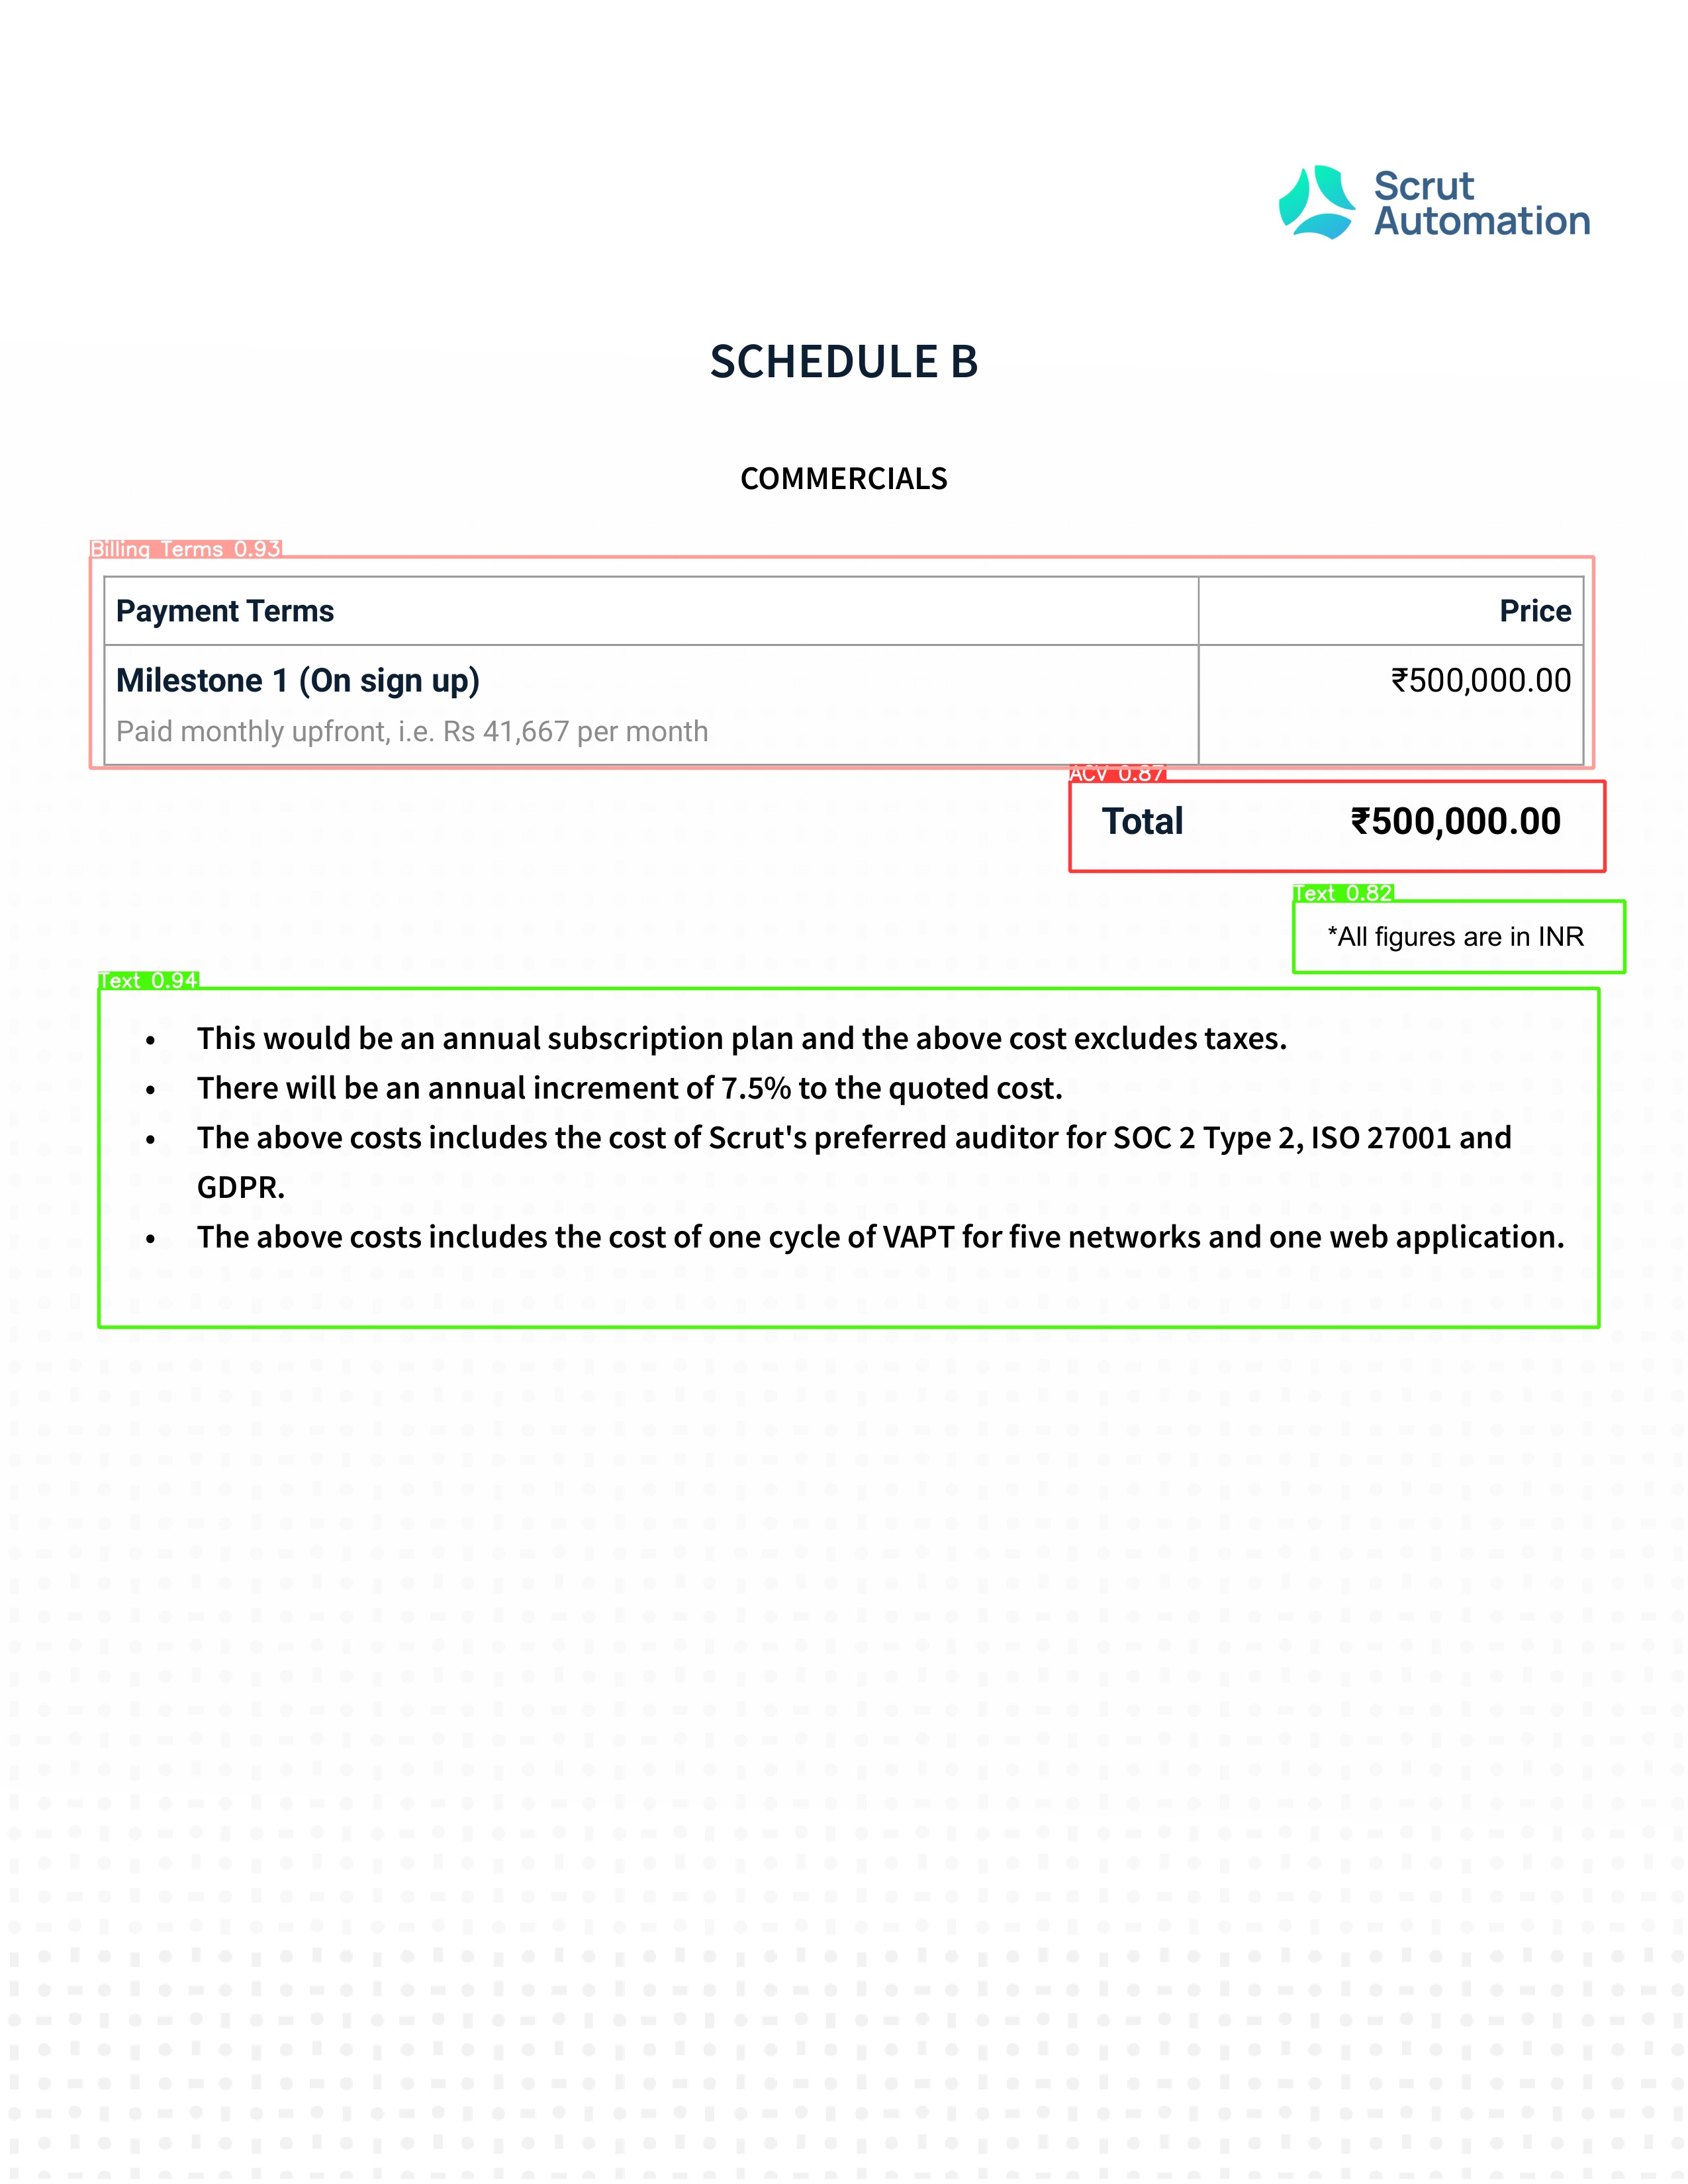 Scrut
Automation
SCHEDULE B
COMMERCIALS
Billing Terms 0.93
Payment Terms Price
Milestone 1 (On sign up) ₹500,000.00
Paid monthly upfront, i.e. Rs 41,667 per month
ACV 0.87
Total ₹500,000.00
Text 0.82
*All figures are in INR
Text 0.94
• This would be an annual subscription plan and the above cost excludes taxes.
• There will be an annual increment of 7.5% to the quoted cost.
• The above costs includes the cost of Scrut's preferred auditor for SOC 2 Type 2, ISO 27001 and
GDPR.
• The above costs includes the cost of one cycle of VAPT for five networks and one web application.